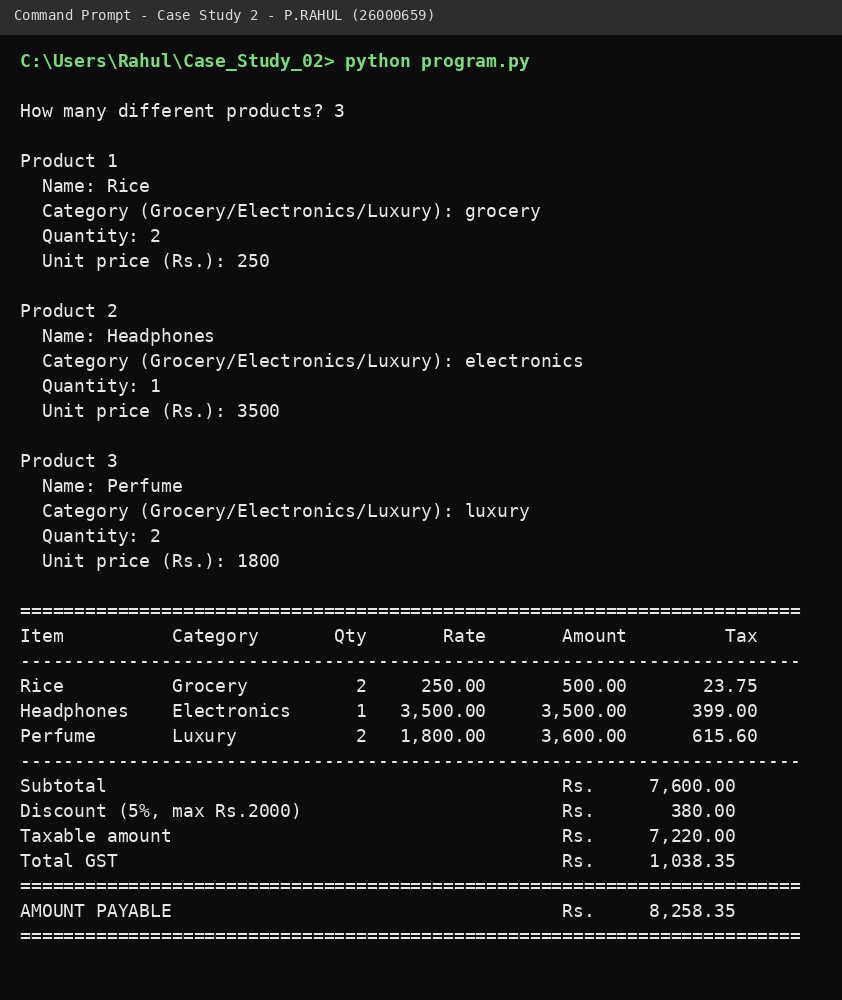 Command Prompt - Case Study 2 - P.RAHUL (26000659)
C:\Users\Rahul\Case_Study_02> python program.py
How many different products? 3
Product 1
  Name: Rice
  Category (Grocery/Electronics/Luxury): grocery
  Quantity: 2
  Unit price (Rs.): 250
Product 2
  Name: Headphones
  Category (Grocery/Electronics/Luxury): electronics
  Quantity: 1
  Unit price (Rs.): 3500
Product 3
  Name: Perfume
  Category (Grocery/Electronics/Luxury): luxury
  Quantity: 2
  Unit price (Rs.): 1800
========================================================================
Item          Category       Qty       Rate       Amount         Tax
------------------------------------------------------------------------
Rice          Grocery          2     250.00       500.00       23.75
Headphones    Electronics      1   3,500.00     3,500.00      399.00
Perfume       Luxury           2   1,800.00     3,600.00      615.60
------------------------------------------------------------------------
Subtotal                                          Rs.     7,600.00
Discount (5%, max Rs.2000)                        Rs.       380.00
Taxable amount                                    Rs.     7,220.00
Total GST                                         Rs.     1,038.35
========================================================================
AMOUNT PAYABLE                                    Rs.     8,258.35
========================================================================